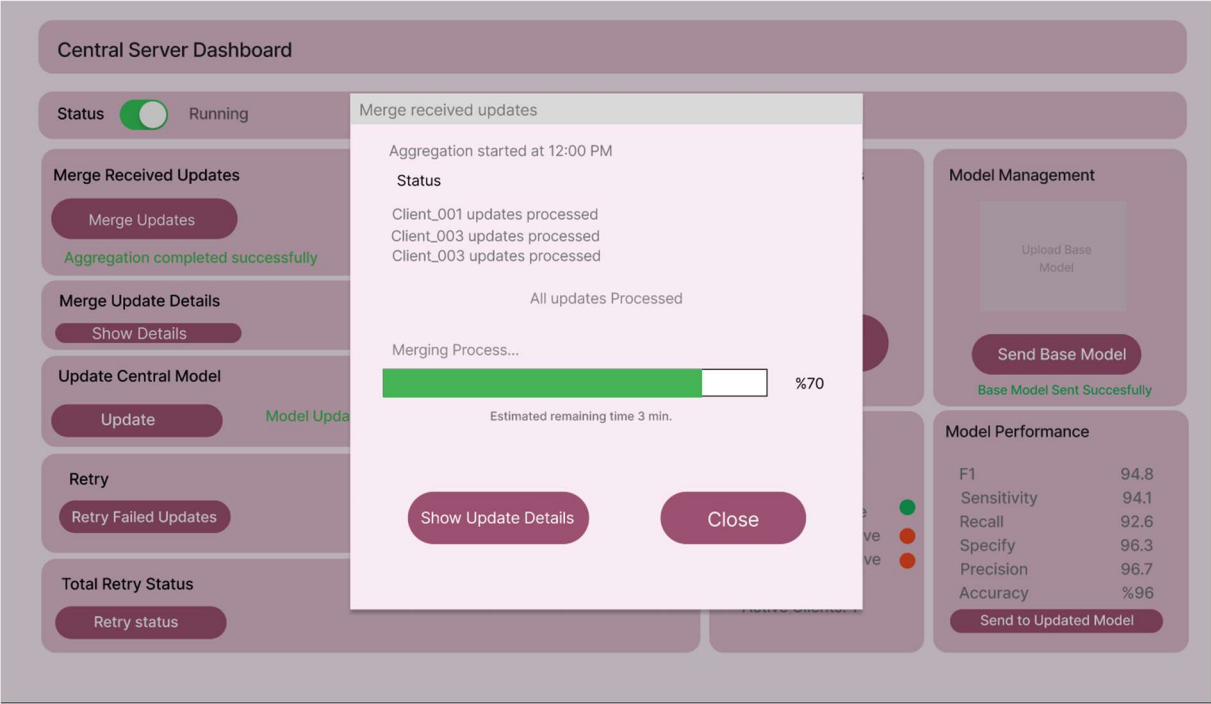 Central Server Dashboard
Status
Running
Merge Received Updates
Merge Updates
Aggregation completed successfully
Merge Update Details
Show Details
Update Central Model
Update
Model Upda
Retry
Retry Failed Updates
Total Retry Status
Retry status
Merge received updates
Aggregation started at 12:00 PM
Status
Client_001 updates processed
Client_003 updates processed
Client_003 updates processed
All updates Processed
Merging Process...
%70
Estimated remaining time 3 min.
Show Update Details
Close
ve
ve
Active Clients: 1
Model Management
Upload Base
Model
Send Base Model
Base Model Sent Succesfully
Model Performance
F1 94.8
Sensitivity 94.1
Recall 92.6
Specify 96.3
Precision 96.7
Accuracy %96
Send to Updated Model